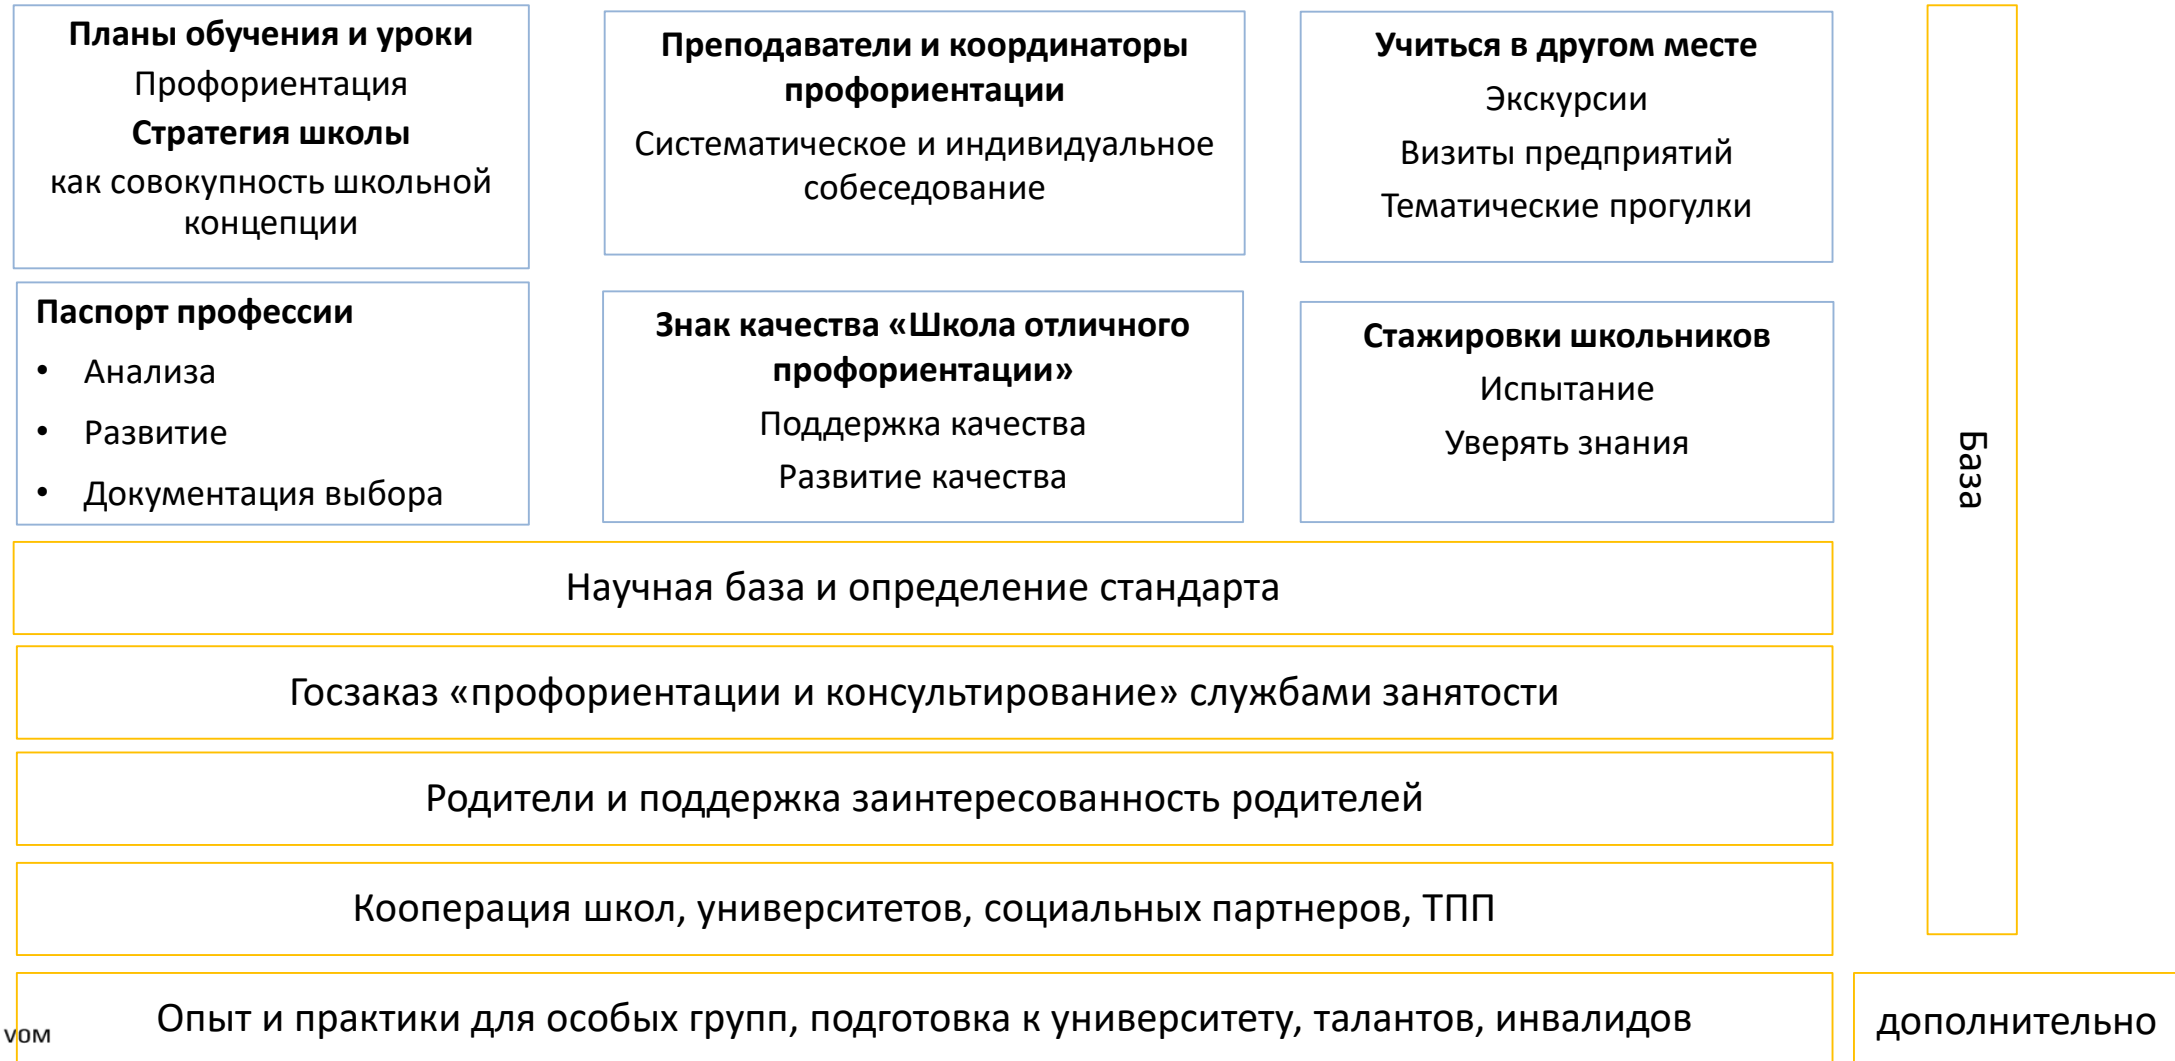 Планы обучения и уроки
Профориентация
Стратегия школы
как совокупность школьной
концепции
Преподаватели и координаторы
профориентации
Систематическое и индивидуальное
собеседование
Учиться в другом месте
Экскурсии
Визиты предприятий
Тематические прогулки
Паспорт профессии
• Анализа
• Развитие
• Документация выбора
Знак качества «Школа отличного
профориентации»
Поддержка качества
Развитие качества
Стажировки школьников
Испытание
Уверять знания
База
Научная база и определение стандарта
Госзаказ «профориентации и консультирование» службами занятости
Родители и поддержка заинтересованность родителей
Кооперация школ, университетов, социальных партнеров, ТПП
Опыт и практики для особых групп, подготовка к университету, талантов, инвалидов
дополнительно
VOM